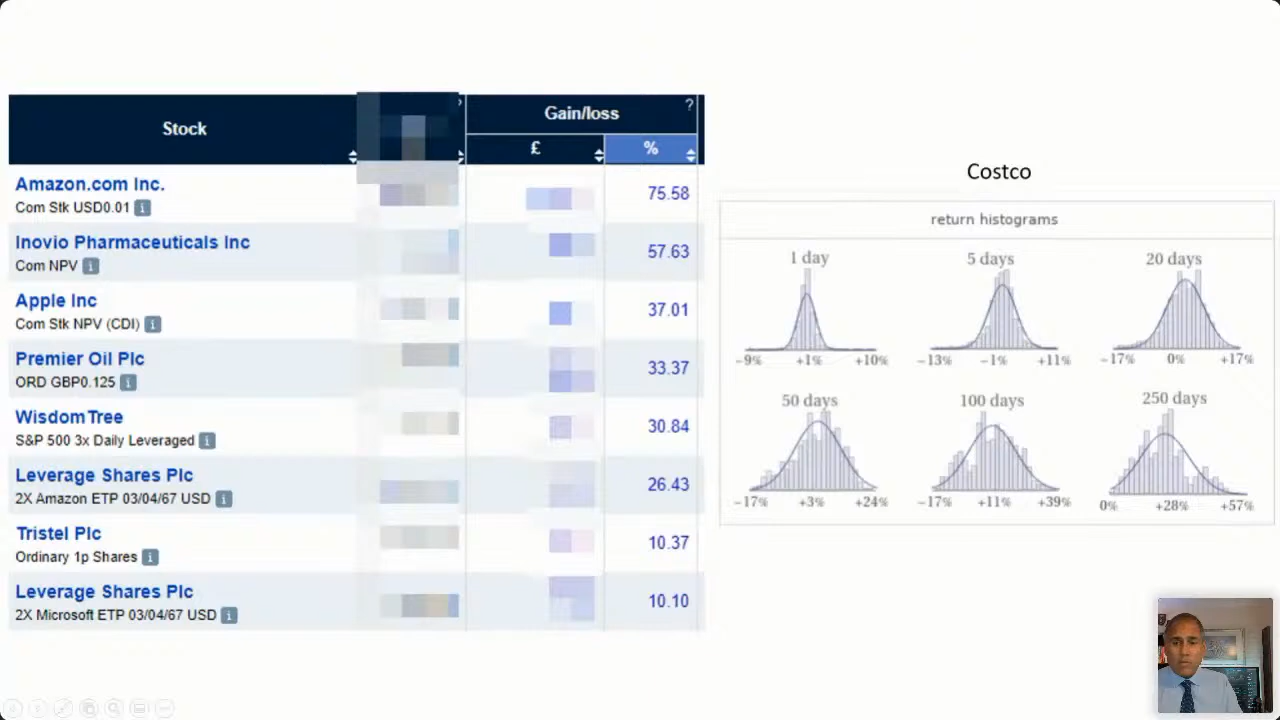 Stock
?
Gain/loss
?
£
%
Amazon.com Inc.
Com Stk USD0.01 i
75.58
Inovio Pharmaceuticals Inc
Com NPV i
57.63
Apple Inc
Com Stk NPV (CDI) i
37.01
Premier Oil Plc
ORD GBP0.125 i
33.37
WisdomTree
S&P 500 3x Daily Leveraged i
30.84
Leverage Shares Plc
2X Amazon ETP 03/04/67 USD i
26.43
Tristel Plc
Ordinary 1p Shares i
10.37
Leverage Shares Plc
2X Microsoft ETP 03/04/67 USD i
10.10
Costco
return histograms
1 day
5 days
20 days
−9% +1% +10%
−13% −1% +11%
−17% 0% +17%
50 days
100 days
250 days
−17% +3% +24%
−17% +11% +39%
0% +28% +57%